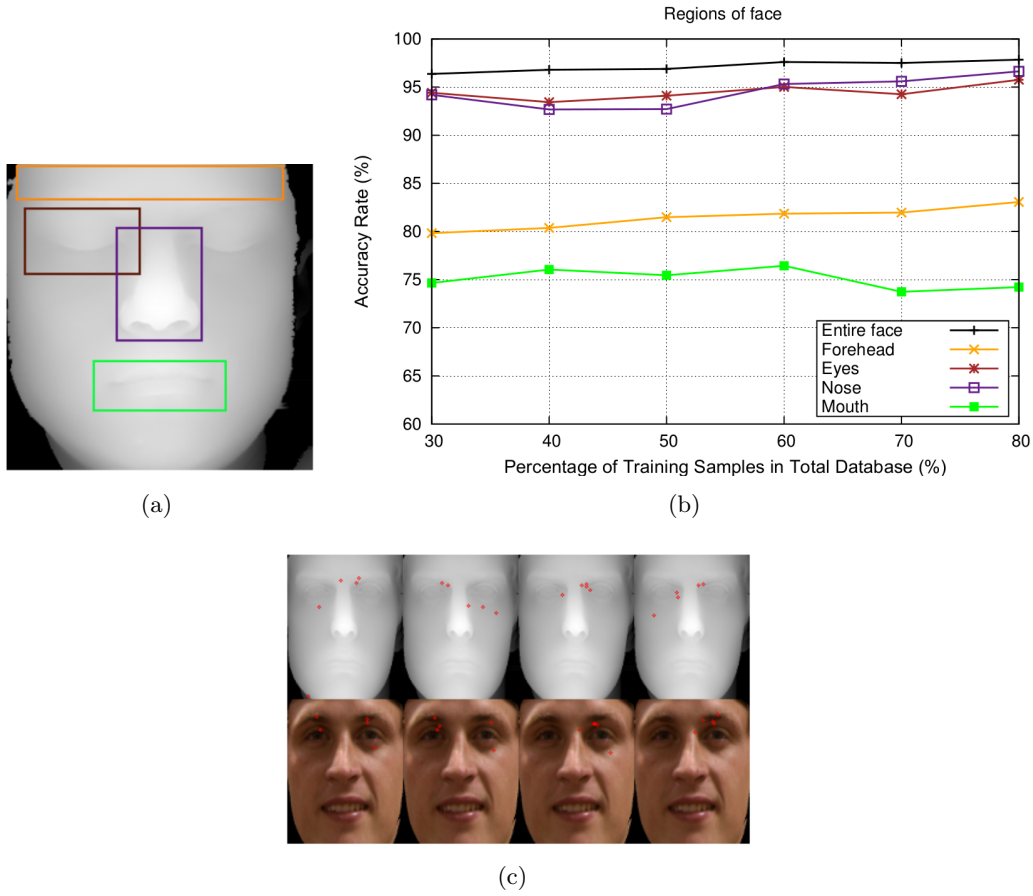 Regions of face
100
95
90
85
80
75
70
65
60
Accuracy Rate (%)
Entire face
Forehead
Eyes
Nose
Mouth
30 40 50 60 70 80
Percentage of Training Samples in Total Database (%)
(a)
(b)
(c)